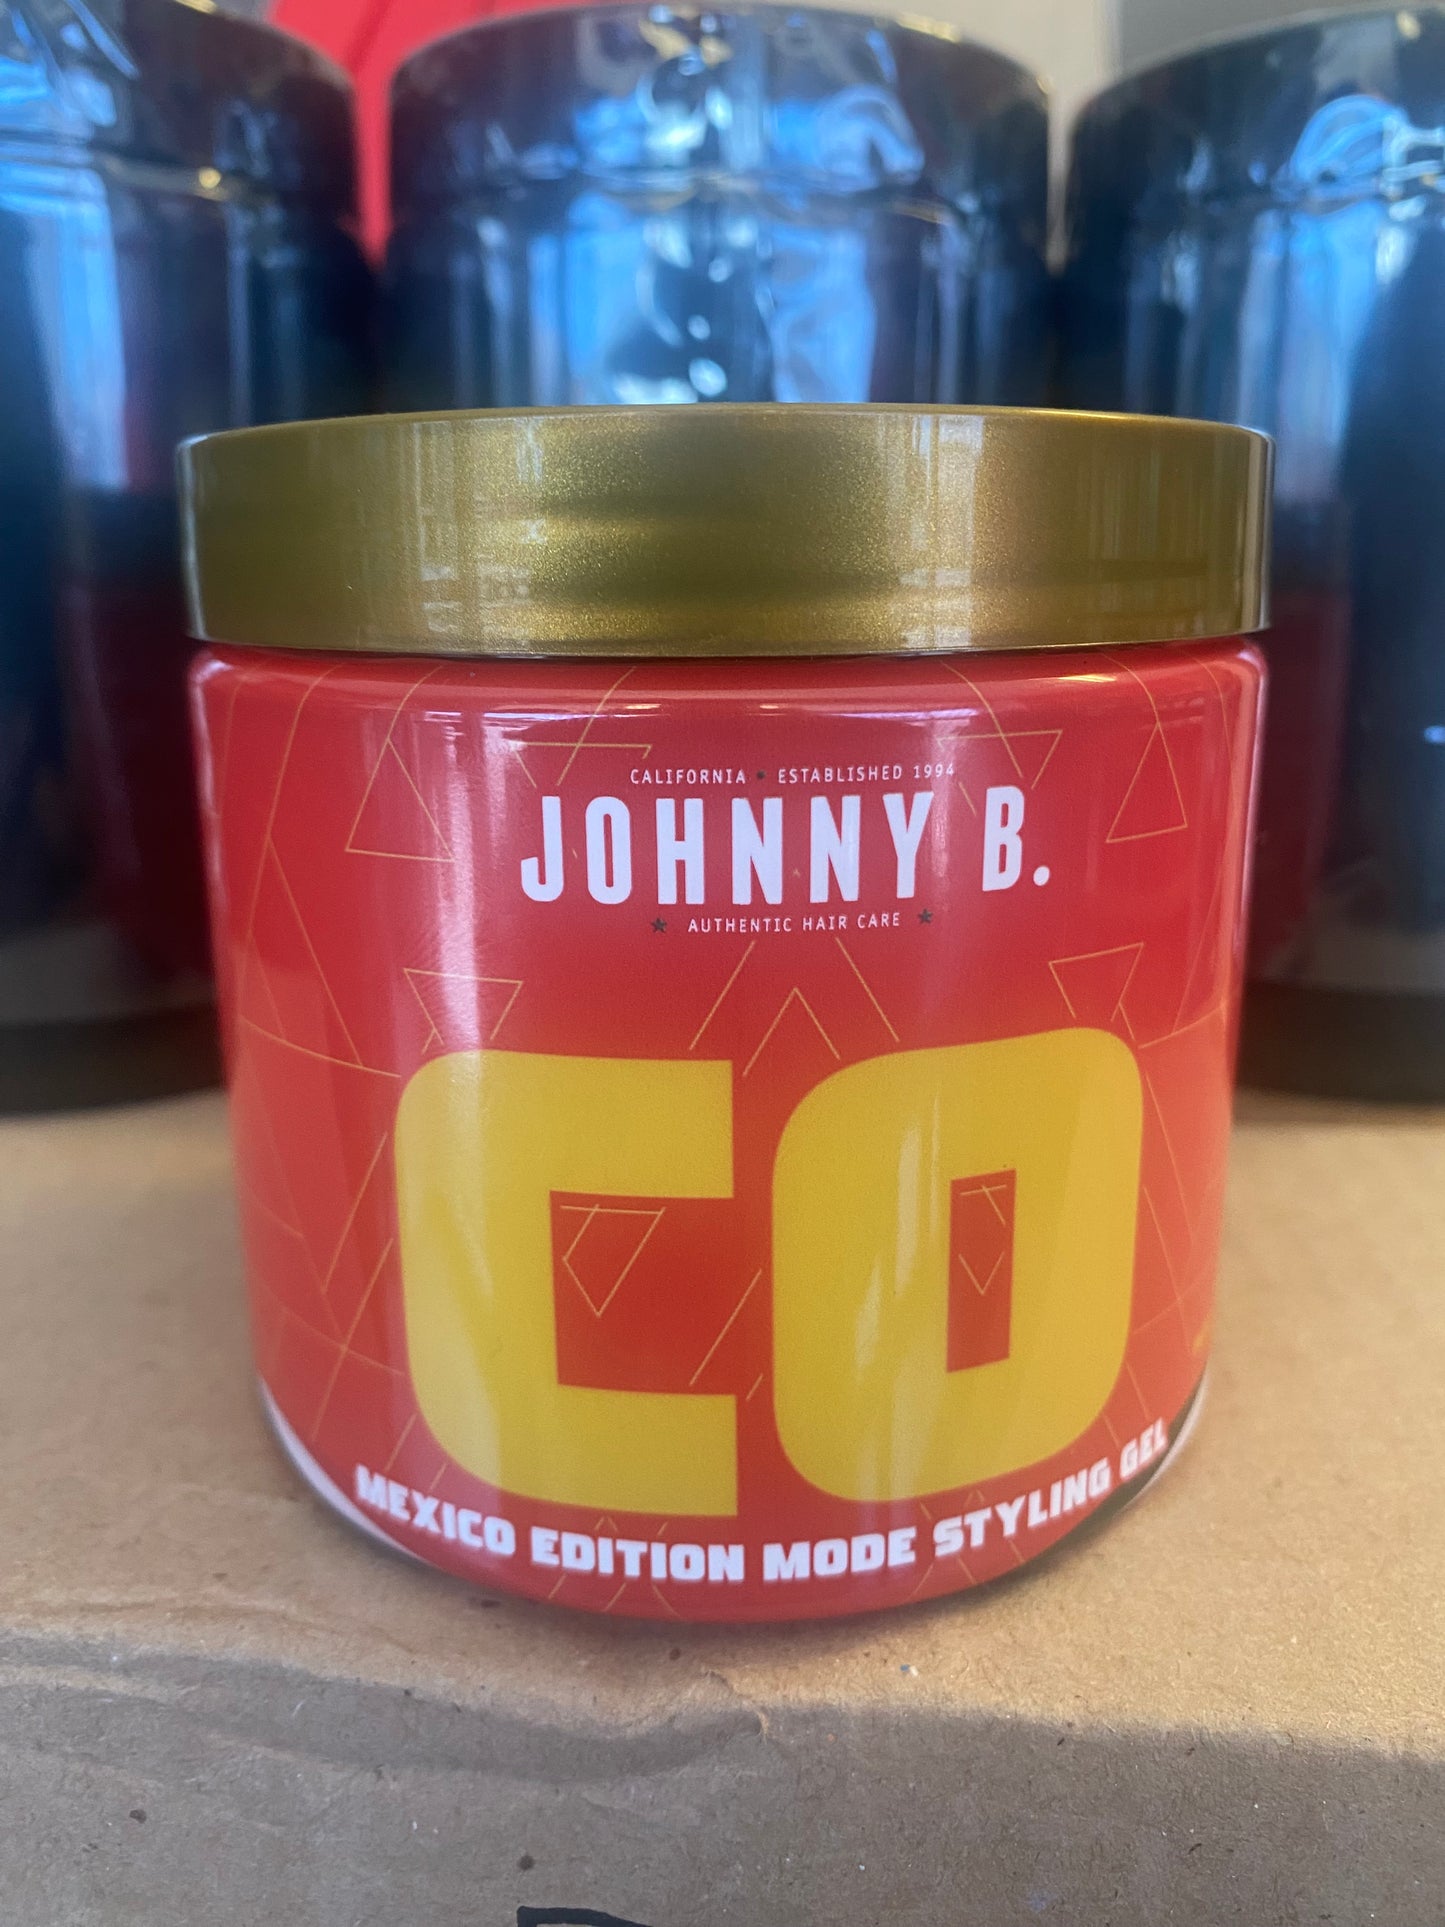 CALIFORNIA ★ ESTABLISHED 1994
JOHNNY B.
★ AUTHENTIC HAIR CARE ★
CO
MEXICO EDITION MODE STYLING GEL